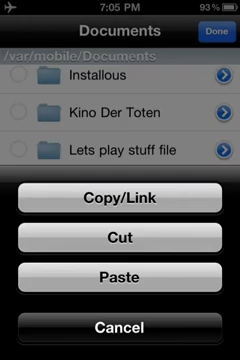 7:05 PM
93%
Documents
Done
/var/mobile/Documents
Installous
Kino Der Toten
Lets play stuff file
Copy/Link
Cut
Paste
Cancel